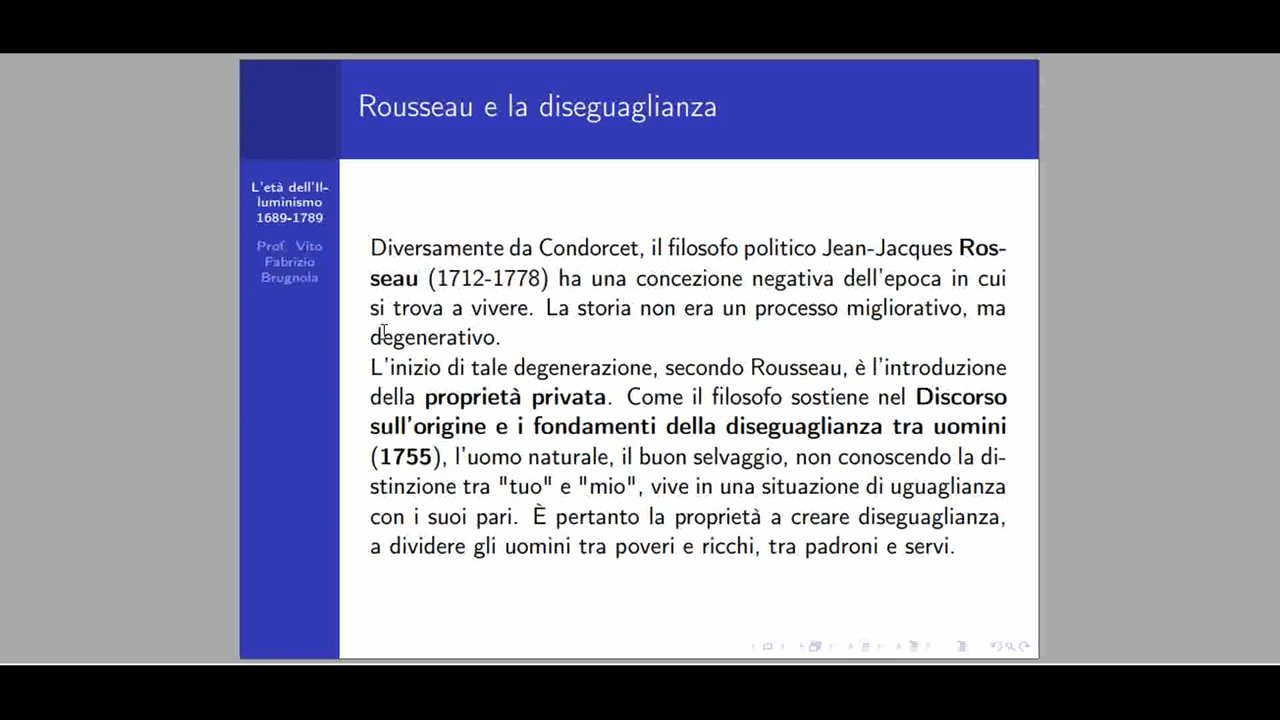 Rousseau e la diseguaglianza
L'età dell'Il-
luminismo
1689-1789
Prof. Vito
Fabrizio
Brugnola
Diversamente da Condorcet, il filosofo politico Jean-Jacques Ros-
seau (1712-1778) ha una concezione negativa dell'epoca in cui
si trova a vivere. La storia non era un processo migliorativo, ma
degenerativo.
L'inizio di tale degenerazione, secondo Rousseau, è l'introduzione
della proprietà privata. Come il filosofo sostiene nel Discorso
sull'origine e i fondamenti della diseguaglianza tra uomini
(1755), l'uomo naturale, il buon selvaggio, non conoscendo la di-
stinzione tra "tuo" e "mio", vive in una situazione di uguaglianza
con i suoi pari. È pertanto la proprietà a creare diseguaglianza,
a dividere gli uomini tra poveri e ricchi, tra padroni e servi.